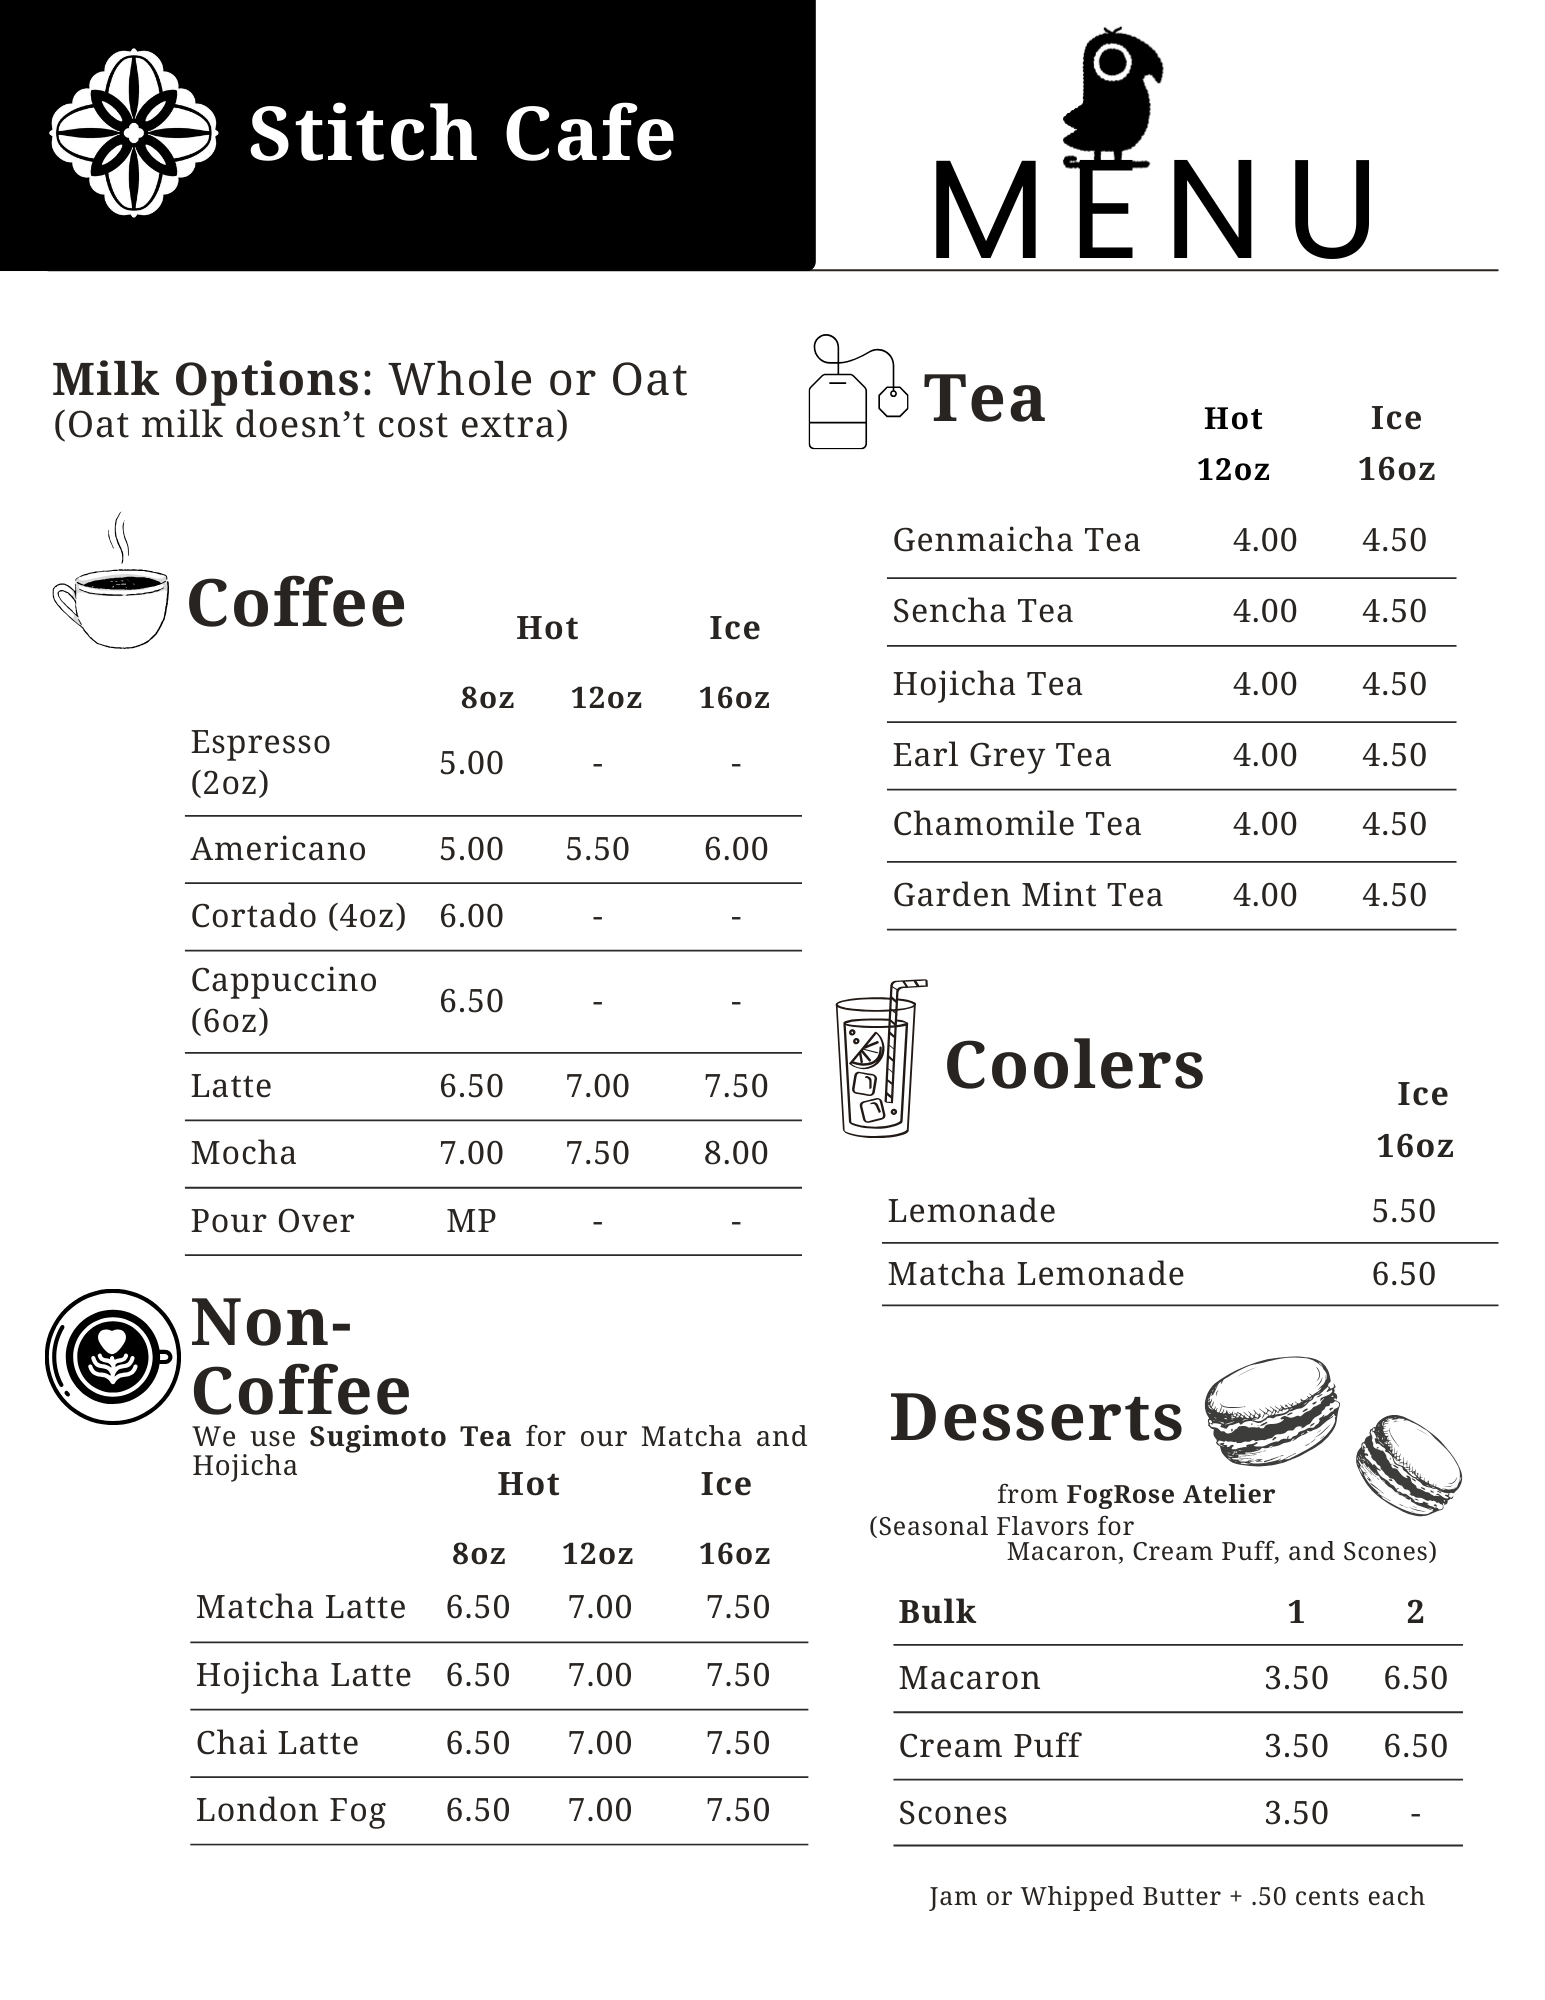 Stitch Cafe
MENU
Milk Options: Whole or Oat
(Oat milk doesn’t cost extra)
Coffee
Hot Ice
8oz 12oz 16oz
Espresso
(2oz) 5.00 - -
Americano 5.00 5.50 6.00
Cortado (4oz) 6.00 - -
Cappuccino
(6oz) 6.50 - -
Latte 6.50 7.00 7.50
Mocha 7.00 7.50 8.00
Pour Over MP - -
Non-
Coffee
We use Sugimoto Tea for our Matcha and
Hojicha
Hot Ice
8oz 12oz 16oz
Matcha Latte 6.50 7.00 7.50
Hojicha Latte 6.50 7.00 7.50
Chai Latte 6.50 7.00 7.50
London Fog 6.50 7.00 7.50
Tea
Hot Ice
12oz 16oz
Genmaicha Tea 4.00 4.50
Sencha Tea 4.00 4.50
Hojicha Tea 4.00 4.50
Earl Grey Tea 4.00 4.50
Chamomile Tea 4.00 4.50
Garden Mint Tea 4.00 4.50
Coolers
Ice
16oz
Lemonade 5.50
Matcha Lemonade 6.50
Desserts
from FogRose Atelier
(Seasonal Flavors for
Macaron, Cream Puff, and Scones)
Bulk 1 2
Macaron 3.50 6.50
Cream Puff 3.50 6.50
Scones 3.50 -
Jam or Whipped Butter + .50 cents each